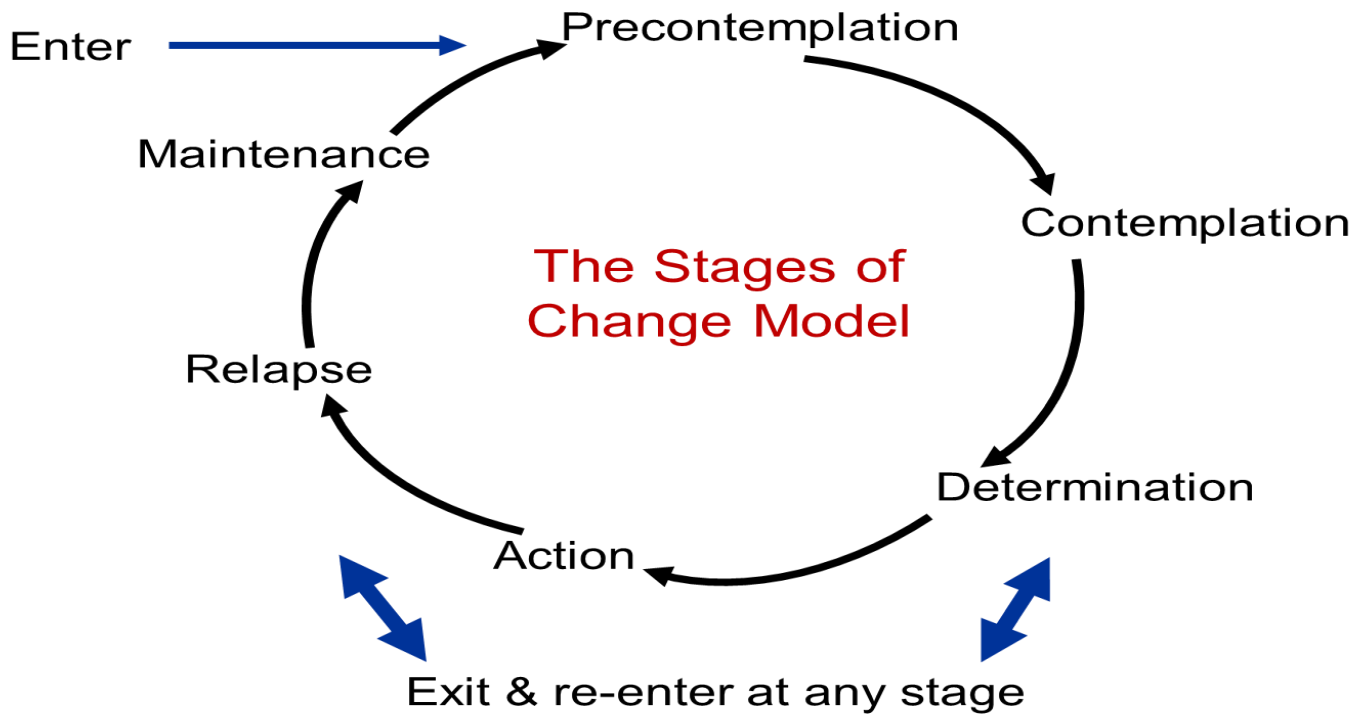 Enter
Precontemplation
Maintenance
Contemplation
The Stages of
Change Model
Relapse
Determination
Action
Exit & re-enter at any stage